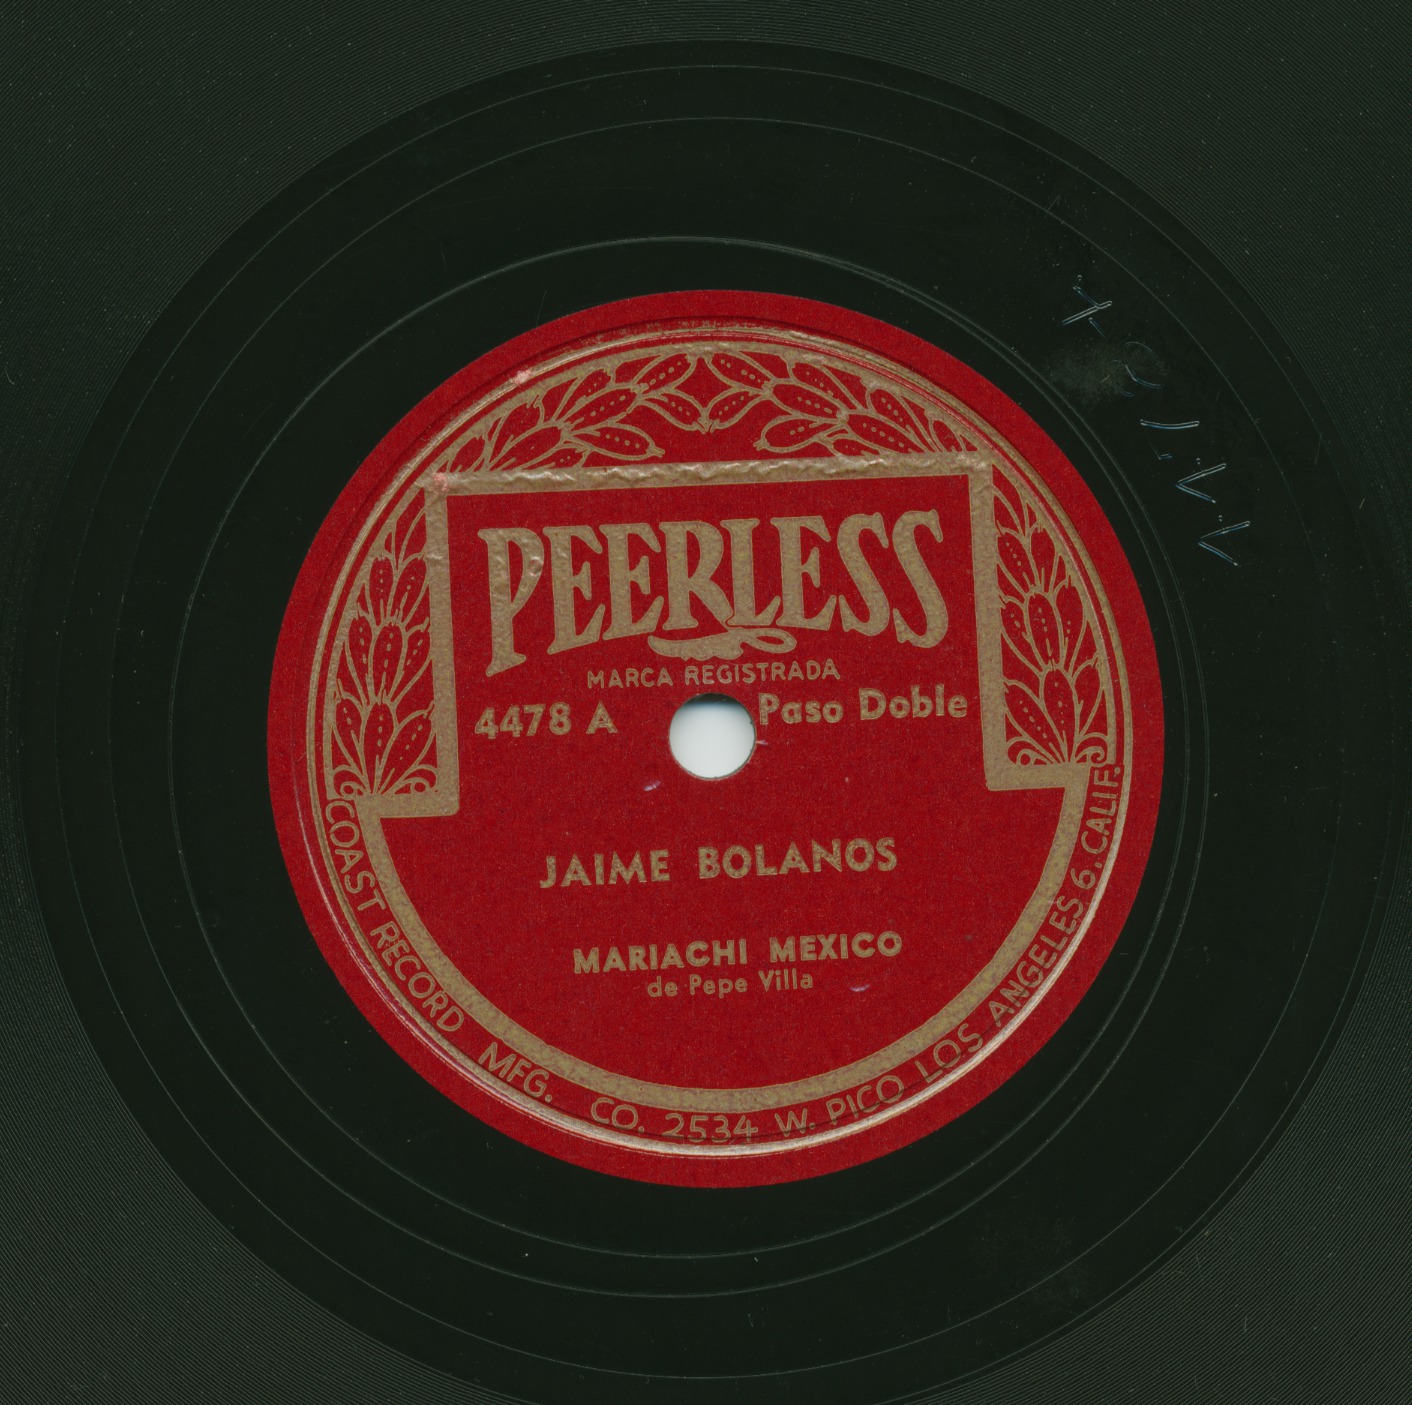 PEERLESS
MARCA REGISTRADA
4478 A Paso Doble
JAIME BOLANOS
MARIACHI MEXICO
de Pepe Villa
COAST RECORD MFG. CO. 2534 W. PICO LOS ANGELES 6. CALIF.